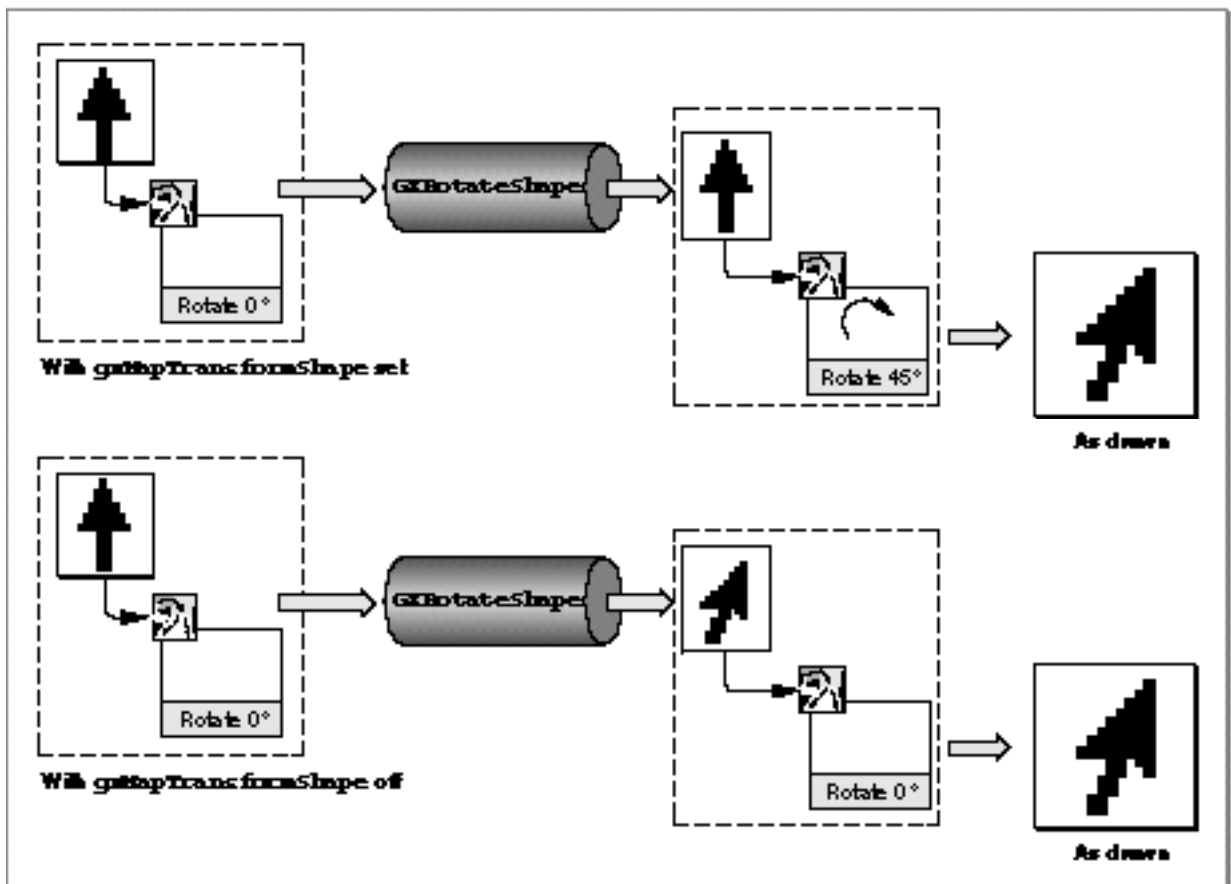 GXRotateShape
Rotate 0°
Rotate 45°
With gxMapTransformShape set
As drawn
GXRotateShape
Rotate 0°
Rotate 0°
With gxMapTransformShape off
As drawn